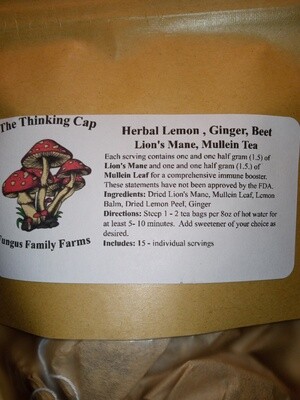 The Thinking Cap
Herbal Lemon , Ginger, Beet
Lion's Mane, Mullein Tea
Each serving contains one and one half gram (1.5) of
Lion's Mane and one and one half gram (1.5.) of
Mullein Leaf for a comprehensive immune booster.
These statements have not been approved by the FDA.
Ingredients: Dried Lion's Mane, Mullein Leaf, Lemon
Balm, Dried Lemon Peel, Ginger
Directions: Steep 1 - 2 tea bags per 8oz of hot water for
at least 5- 10 minutes. Add sweetener of your choice as
desired.
Includes: 15 - individual servings
Fungus Family Farms